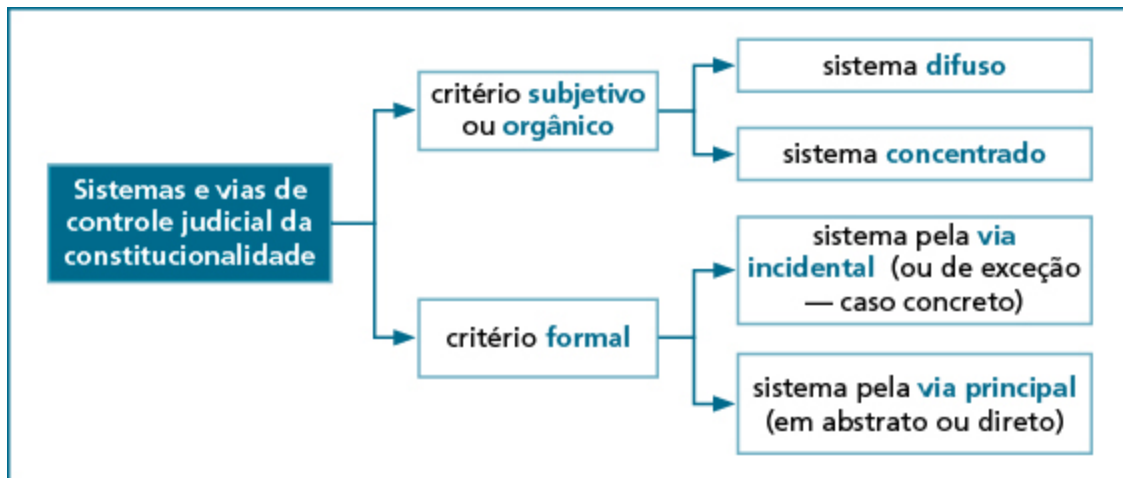 Sistemas e vias de
controle judicial da
constitucionalidade
critério subjetivo
ou orgânico
sistema difuso
sistema concentrado
critério formal
sistema pela via
incidental (ou de exceção
— caso concreto)
sistema pela via principal
(em abstrato ou direto)